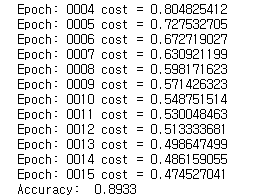 Epoch: 0004 cost = 0.804825412
Epoch: 0005 cost = 0.727532705
Epoch: 0006 cost = 0.672719027
Epoch: 0007 cost = 0.630921199
Epoch: 0008 cost = 0.598171623
Epoch: 0009 cost = 0.571426323
Epoch: 0010 cost = 0.548751514
Epoch: 0011 cost = 0.530048463
Epoch: 0012 cost = 0.513333681
Epoch: 0013 cost = 0.498647499
Epoch: 0014 cost = 0.486159055
Epoch: 0015 cost = 0.474527041
Accuracy:  0.8933